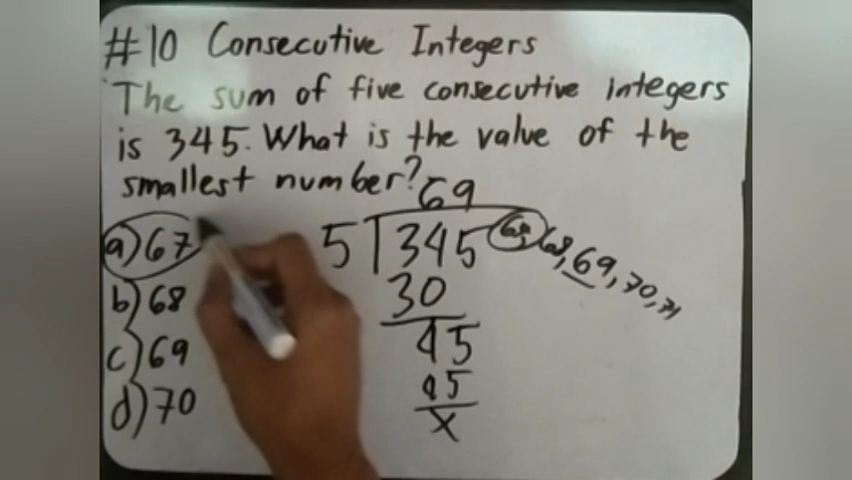 #10 Consecutive Integers
The sum of five consecutive integers
is 345. What is the value of the
smallest number?
69
a) 67
5 345
68, 69, 70, 71
b) 68
30
c) 69
45
45
d) 70
x